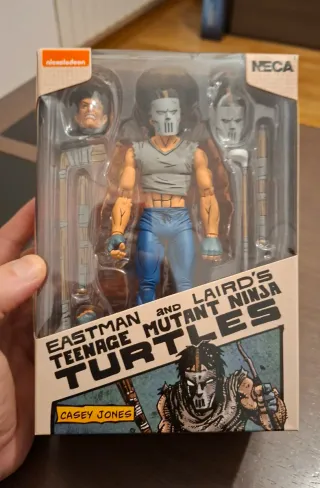 nickelodeon
NECA
EASTMAN AND LAIRD'S
TEENAGE MUTANT NINJA
TURTLES
CASEY JONES